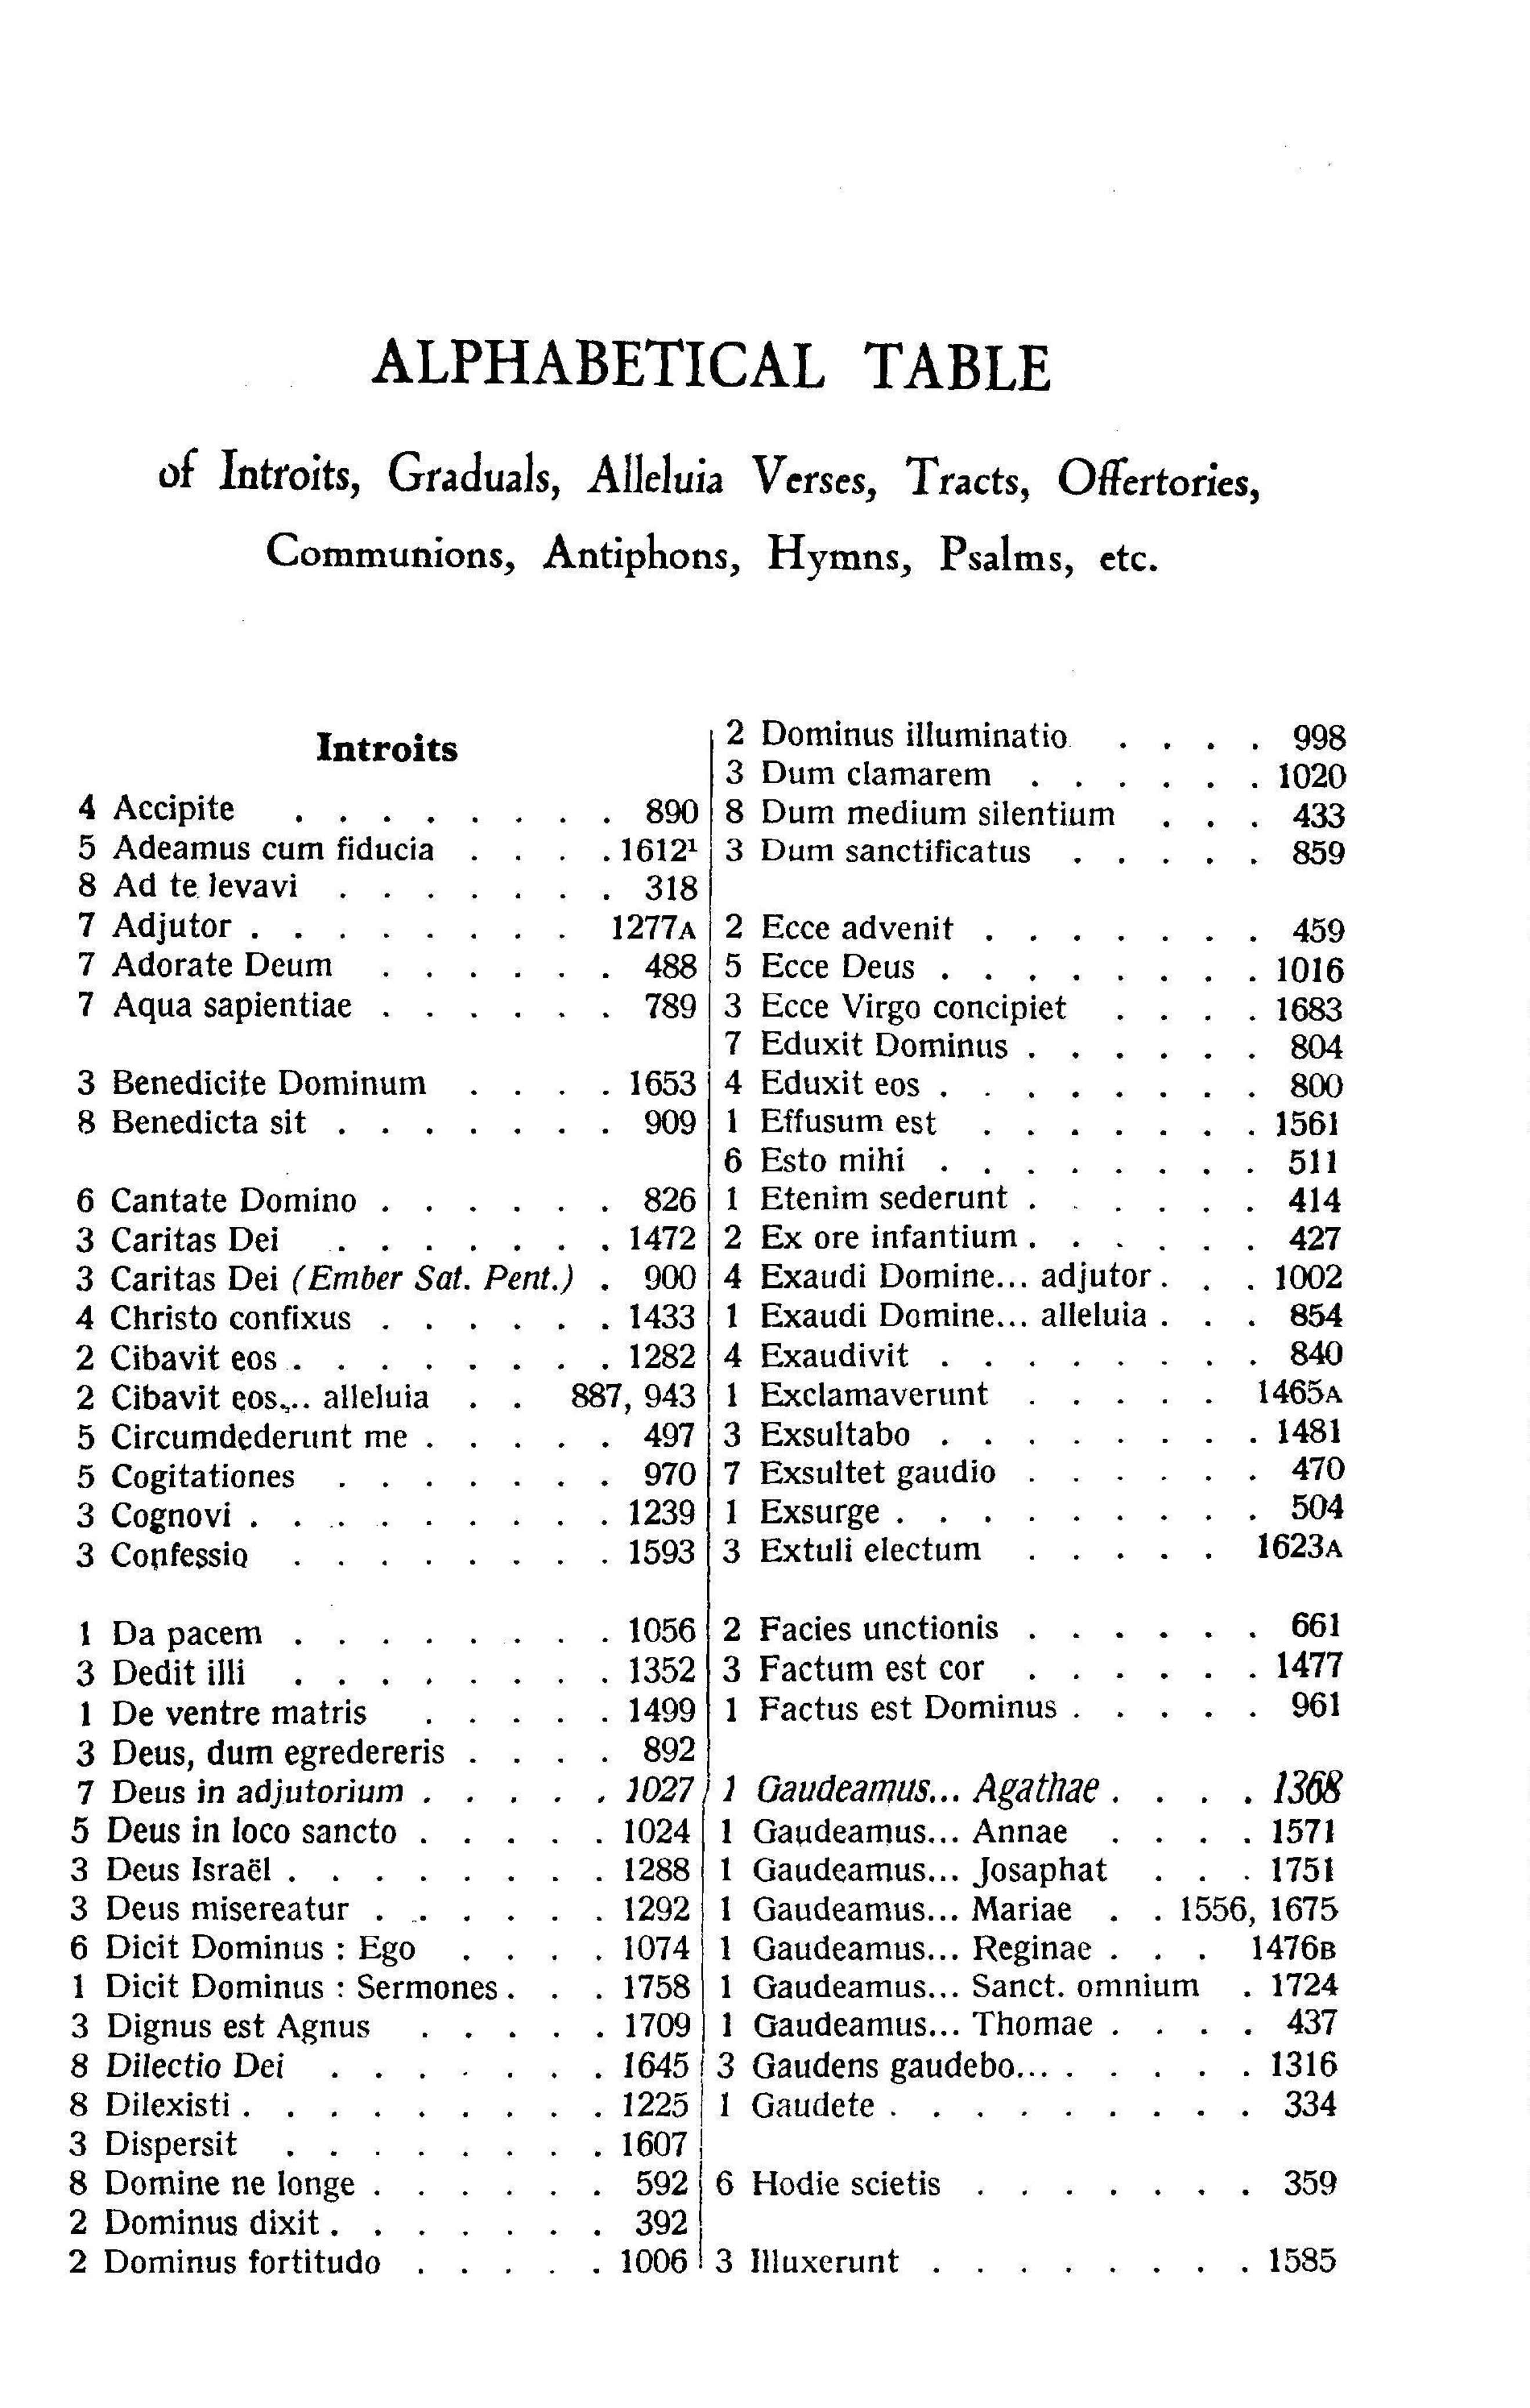 ALPHABETICAL TABLE
of Introits, Graduals, Alleluia Verses, Tracts, Offertories,
Communions, Antiphons, Hymns, Psalms, etc.
Introits
4 Accipite . . . . . . . . 890
5 Adeamus cum fiducia . . . . 1612¹
8 Ad te levavi . . . . . . . 318
7 Adjutor . . . . . . . . 1277A
7 Adorate Deum . . . . . . 488
7 Aqua sapientiae . . . . . . 789
3 Benedicite Dominum . . . . 1653
8 Benedicta sit . . . . . . . 909
6 Cantate Domino . . . . . . 826
3 Caritas Dei . . . . . . . 1472
3 Caritas Dei (Ember Sat. Pent.) . 900
4 Christo confixus . . . . . . 1433
2 Cibavit eos . . . . . . . . 1282
2 Cibavit eos... alleluia . . 887, 943
5 Circumdederunt me . . . . . 497
5 Cogitationes . . . . . . . 970
3 Cognovi . . . . . . . . . 1239
3 Confessio . . . . . . . . 1593
1 Da pacem . . . . . . . . 1056
3 Dedit illi . . . . . . . . 1352
1 De ventre matris . . . . . 1499
3 Deus, dum egredereris . . . . 892
7 Deus in adjutorium . . . . . 1027
5 Deus in loco sancto . . . . . 1024
3 Deus Israël . . . . . . . . 1288
3 Deus misereatur . . . . . . 1292
6 Dicit Dominus : Ego . . . . 1074
1 Dicit Dominus : Sermones . . . 1758
3 Dignus est Agnus . . . . . 1709
8 Dilectio Dei . . . . . . . 1645
8 Dilexisti . . . . . . . . . 1225
3 Dispersit . . . . . . . . 1607
8 Domine ne longe . . . . . . 592
2 Dominus dixit . . . . . . . 392
2 Dominus fortitudo . . . . . 1006
2 Dominus illuminatio . . . . 998
3 Dum clamarem . . . . . . 1020
8 Dum medium silentium . . . 433
3 Dum sanctificatus . . . . . 859
2 Ecce advenit . . . . . . . 459
5 Ecce Deus . . . . . . . . 1016
3 Ecce Virgo concipiet . . . . 1683
7 Eduxit Dominus . . . . . . 804
4 Eduxit eos . . . . . . . . 800
1 Effusum est . . . . . . . 1561
6 Esto mihi . . . . . . . . 511
1 Etenim sederunt . . . . . . 414
2 Ex ore infantium . . . . . . 427
4 Exaudi Domine... adjutor . . . 1002
1 Exaudi Domine... alleluia . . . 854
4 Exaudivit . . . . . . . . 840
1 Exclamaverunt . . . . . 1465A
3 Exsultabo . . . . . . . . 1481
7 Exsultet gaudio . . . . . . 470
1 Exsurge . . . . . . . . . 504
3 Extuli electum . . . . . 1623A
2 Facies unctionis . . . . . . 661
3 Factum est cor . . . . . . 1477
1 Factus est Dominus . . . . . 961
1 Gaudeamus... Agathae . . . . 1368
1 Gaudeamus... Annae . . . . 1571
1 Gaudeamus... Josaphat . . . 1751
1 Gaudeamus... Mariae . . 1556, 1675
1 Gaudeamus... Reginae . . . 1476B
1 Gaudeamus... Sanct. omnium . 1724
1 Gaudeamus... Thomae . . . . 437
3 Gaudens gaudebo... . . . . . 1316
1 Gaudete . . . . . . . . . 334
6 Hodie scietis . . . . . . . 359
3 Illuxerunt . . . . . . . . 1585